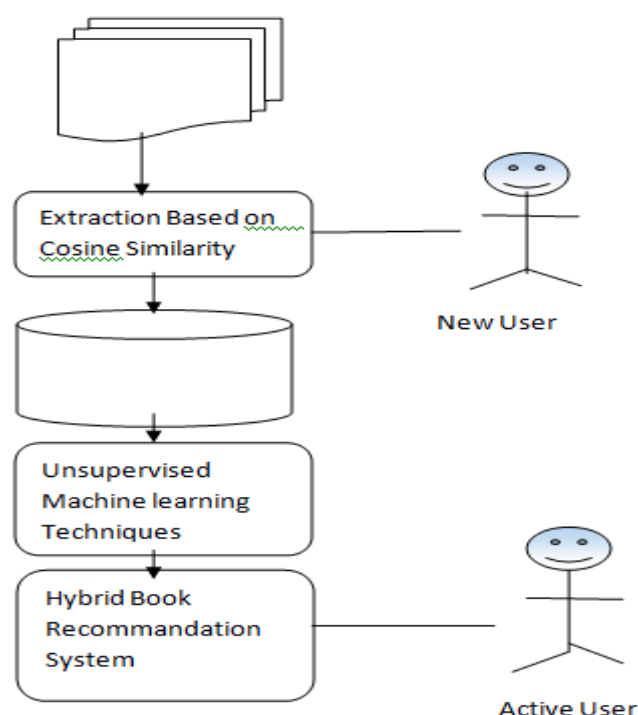 Extraction Based on
Cosine Similarity
New User
Unsupervised
Machine learning
Techniques
Hybrid Book
Recommandation
System
Active User